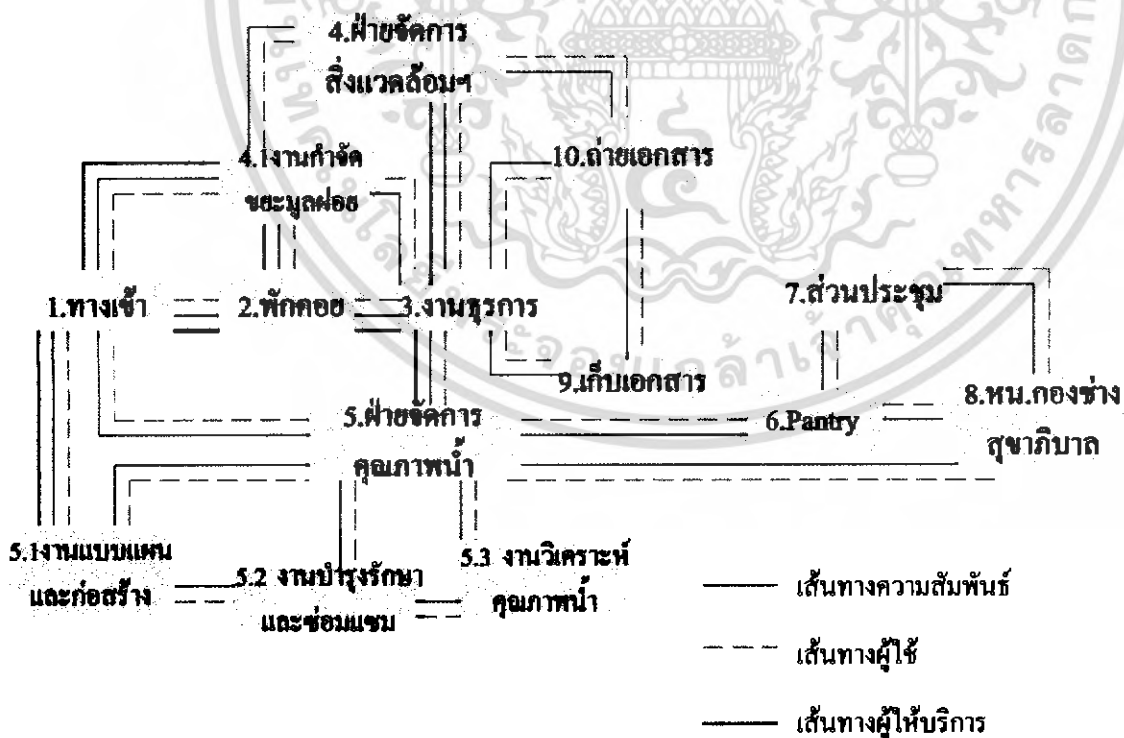 4.ฝ่ายจัดการ
สิ่งแวดล้อมฯ
4.1งานกำจัด
ขยะมูลฝอย
10.ถ่ายเอกสาร
1.ทางเข้า
2.พักคอย
3.งานธุรการ
7.ส่วนประชุม
9.เก็บเอกสาร
5.ฝ่ายจัดการ
คุณภาพน้ำ
6.Pantry
8.หน.กองช่าง
สุขาภิบาล
5.1งานแบบแผน
และก่อสร้าง
5.2 งานบำรุงรักษา
และซ่อมแซม
5.3 งานวิเคราะห์
คุณภาพน้ำ
เส้นทางความสัมพันธ์
เส้นทางผู้ใช้
เส้นทางผู้ให้บริการ